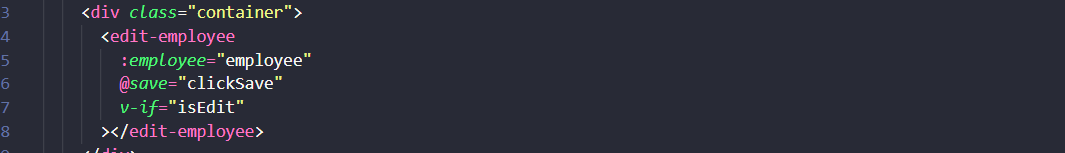 3 <div class="container">
4 <edit-employee
5 :employee="employee"
6 @save="clickSave"
7 v-if="isEdit"
8 ></edit-employee>
</div>